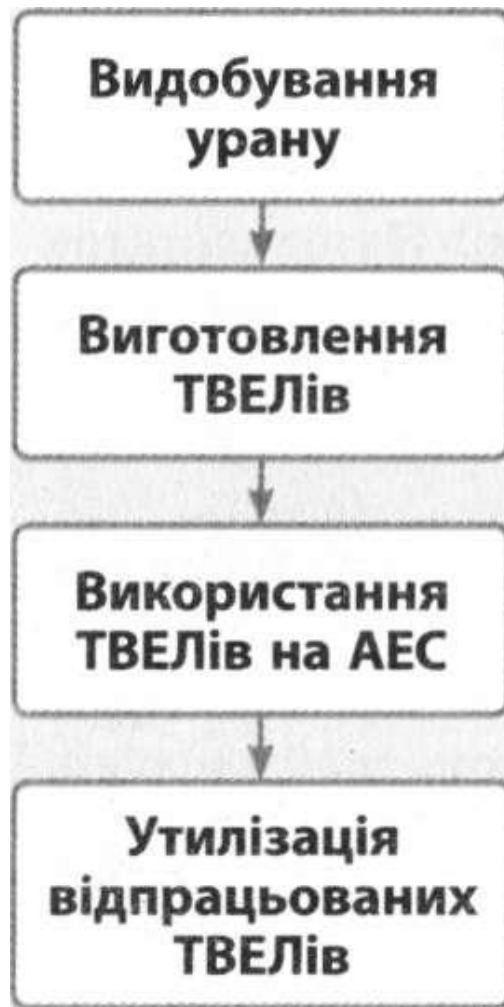 Видобування
урану
Виготовлення
ТВЕЛів
Використання
ТВЕЛів на АЕС
Утилізація
відпрацьованих
ТВЕЛів